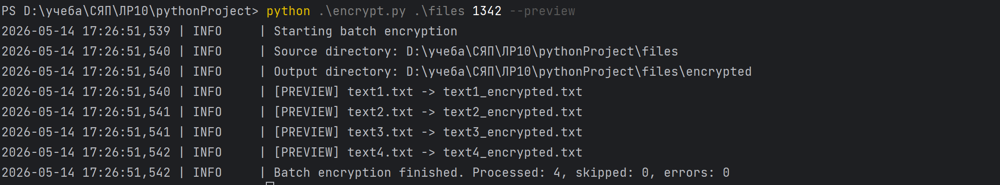 PS D:\учеба\СЯП\ЛР10\pythonProject> python .\encrypt.py .\files 1342 --preview
2026-05-14 17:26:51,539 | INFO     | Starting batch encryption
2026-05-14 17:26:51,540 | INFO     | Source directory: D:\учеба\СЯП\ЛР10\pythonProject\files
2026-05-14 17:26:51,540 | INFO     | Output directory: D:\учеба\СЯП\ЛР10\pythonProject\files\encrypted
2026-05-14 17:26:51,540 | INFO     | [PREVIEW] text1.txt -> text1_encrypted.txt
2026-05-14 17:26:51,541 | INFO     | [PREVIEW] text2.txt -> text2_encrypted.txt
2026-05-14 17:26:51,541 | INFO     | [PREVIEW] text3.txt -> text3_encrypted.txt
2026-05-14 17:26:51,542 | INFO     | [PREVIEW] text4.txt -> text4_encrypted.txt
2026-05-14 17:26:51,542 | INFO     | Batch encryption finished. Processed: 4, skipped: 0, errors: 0